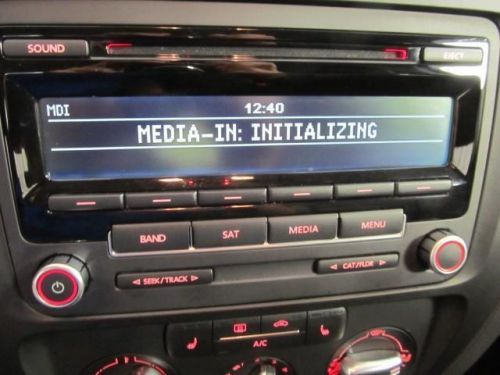 SOUND
EJECT
MDI 12:40
MEDIA-IN: INITIALIZING
BAND SAT MEDIA MENU
SEEK/TRACK CAT/FLDR
A/C